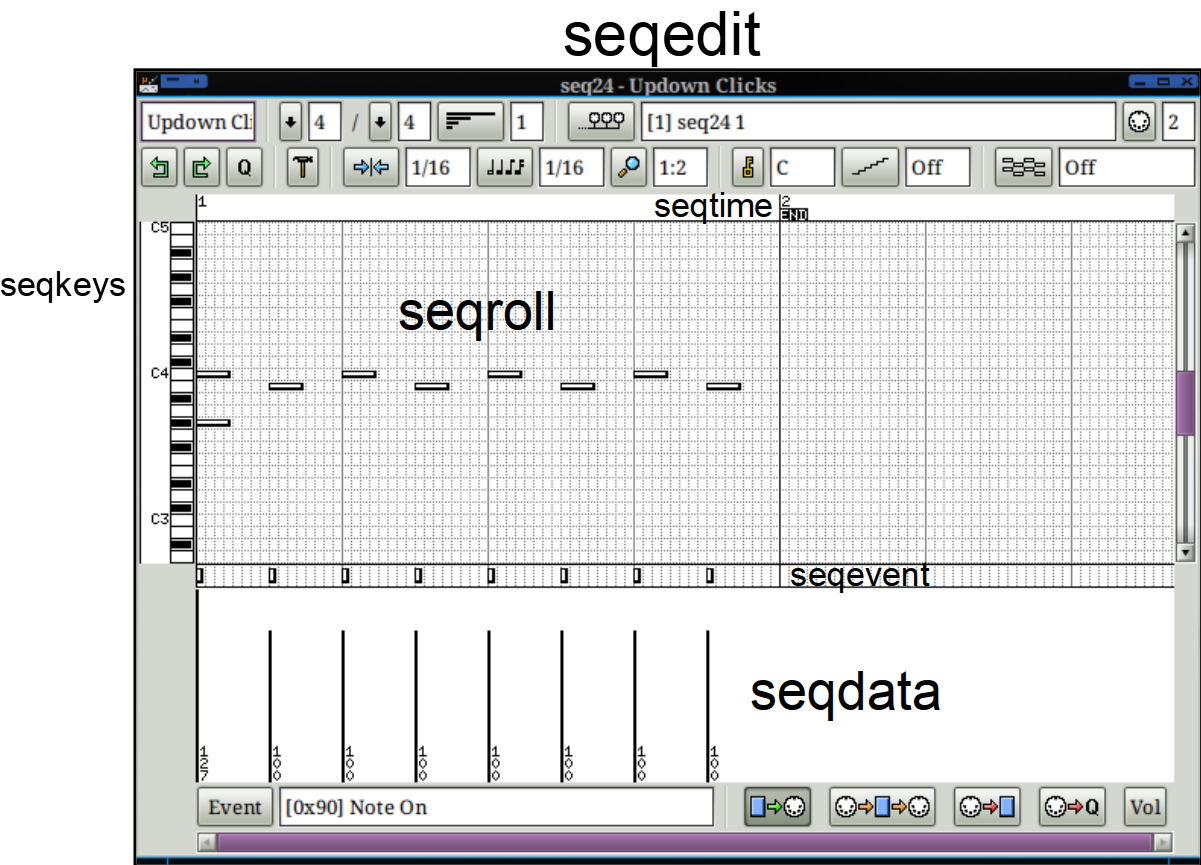 seqedit
seq24 - Updown Clicks
Updown Cli 4 / 4 1 [1] seq24 1 2
Q 1/16 1/16 1:2 C Off Off
1 seqtime 2
END
C5
seqkeys
seqroll
C4
C3
seqevent
seqdata
127 100 100 100 100 100 100 100
Event [0x90] Note On Q Vol